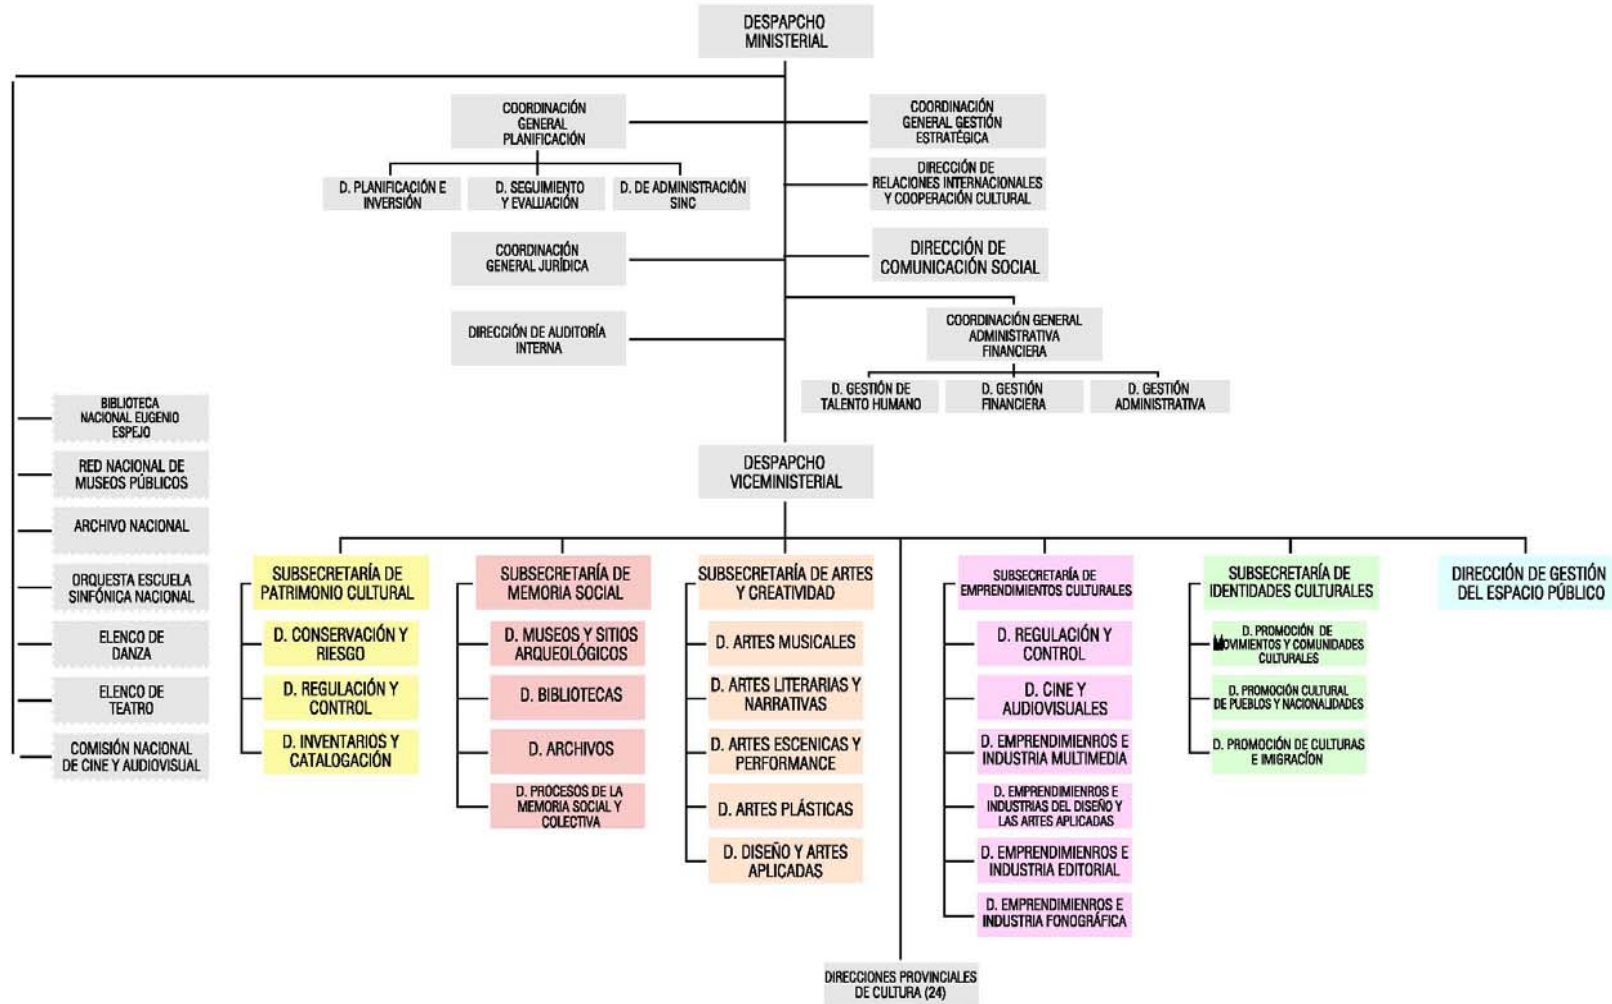 DESPAPCHO
MINISTERIAL
COORDINACIÓN
GENERAL
PLANIFICACIÓN
COORDINACIÓN
GENERAL GESTIÓN
ESTRATÉGICA
D. PLANIFICACIÓN E
INVERSIÓN
D. SEGUIMIENTO
Y EVALUACIÓN
D. DE ADMINISTRACIÓN
SINC
DIRECCIÓN DE
RELACIONES INTERNACIONALES
Y COOPERACIÓN CULTURAL
COORDINACIÓN
GENERAL JURÍDICA
DIRECCIÓN DE
COMUNICACIÓN SOCIAL
DIRECCIÓN DE AUDITORÍA
INTERNA
COORDINACIÓN GENERAL
ADMINISTRATIVA
FINANCIERA
D. GESTIÓN DE
TALENTO HUMANO
D. GESTIÓN
FINANCIERA
D. GESTIÓN
ADMINISTRATIVA
BIBLIOTECA
NACIONAL EUGENIO
ESPEJO
RED NACIONAL DE
MUSEOS PÚBLICOS
ARCHIVO NACIONAL
ORQUESTA ESCUELA
SINFÓNICA NACIONAL
ELENCO DE
DANZA
ELENCO DE
TEATRO
COMISIÓN NACIONAL
DE CINE Y AUDIOVISUAL
DESPAPCHO
VICEMINISTERIAL
SUBSECRETARÍA DE
PATRIMONIO CULTURAL
D. CONSERVACIÓN Y
RIESGO
D. REGULACIÓN Y
CONTROL
D. INVENTARIOS Y
CATALOGACIÓN
SUBSECRETARÍA DE
MEMORIA SOCIAL
D. MUSEOS Y SITIOS
ARQUEOLÓGICOS
D. BIBLIOTECAS
D. ARCHIVOS
D. PROCESOS DE LA
MEMORIA SOCIAL Y
COLECTIVA
SUBSECRETARÍA DE ARTES
Y CREATIVIDAD
D. ARTES MUSICALES
D. ARTES LITERARIAS Y
NARRATIVAS
D. ARTES ESCENICAS Y
PERFORMANCE
D. ARTES PLÁSTICAS
D. DISEÑO Y ARTES
APLICADAS
SUBSECRETARÍA DE
EMPRENDIMIENTOS CULTURALES
D. REGULACIÓN Y
CONTROL
D. CINE Y
AUDIOVISUALES
D. EMPRENDIMIENROS E
INDUSTRIA MULTIMEDIA
D. EMPRENDIMIENROS E
INDUSTRIAS DEL DISEÑO Y
LAS ARTES APLICADAS
D. EMPRENDIMIENROS E
INDUSTRIA EDITORIAL
D. EMPRENDIMIENROS E
INDUSTRIA FONOGRÁFICA
SUBSECRETARÍA DE
IDENTIDADES CULTURALES
D. PROMOCIÓN DE
MOVIMIENTOS Y COMUNIDADES
CULTURALES
D. PROMOCIÓN CULTURAL
DE PUEBLOS Y NACIONALIDADES
D. PROMOCIÓN DE CULTURAS
E IMIGRACÍON
DIRECCIÓN DE GESTIÓN
DEL ESPACIO PÚBLICO
DIRECCIONES PROVINCIALES
DE CULTURA (24)